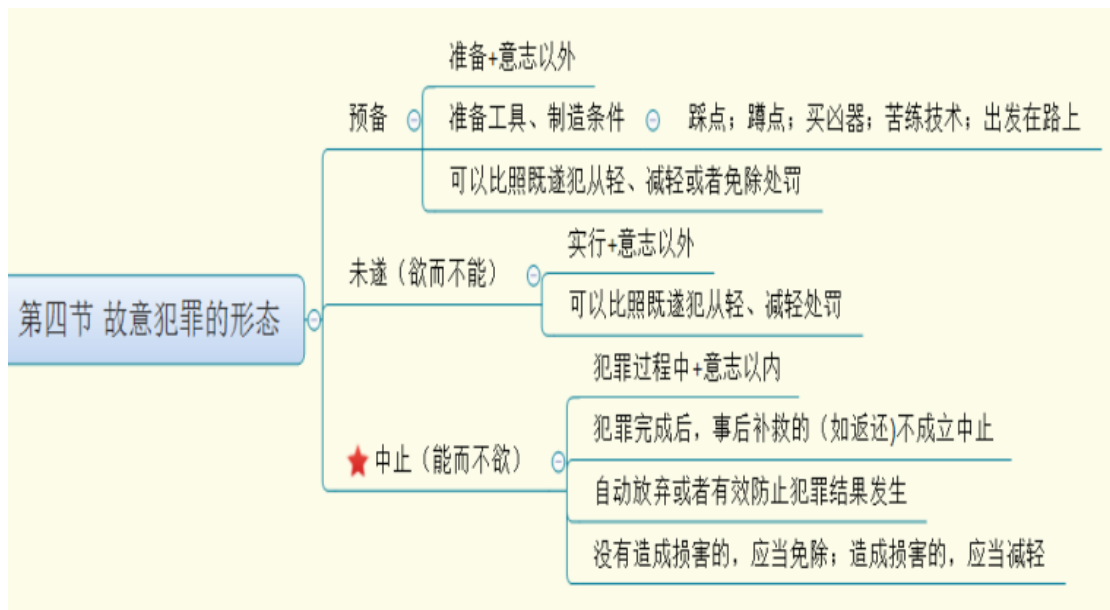 第四节 故意犯罪的形态
预备
准备+意志以外
准备工具、制造条件
踩点；蹲点；买凶器；苦练技术；出发在路上
可以比照既遂犯从轻、减轻或者免除处罚
未遂（欲而不能）
实行+意志以外
可以比照既遂犯从轻、减轻处罚
中止（能而不欲）
犯罪过程中+意志以内
犯罪完成后，事后补救的（如返还)不成立中止
自动放弃或者有效防止犯罪结果发生
没有造成损害的，应当免除；造成损害的，应当减轻